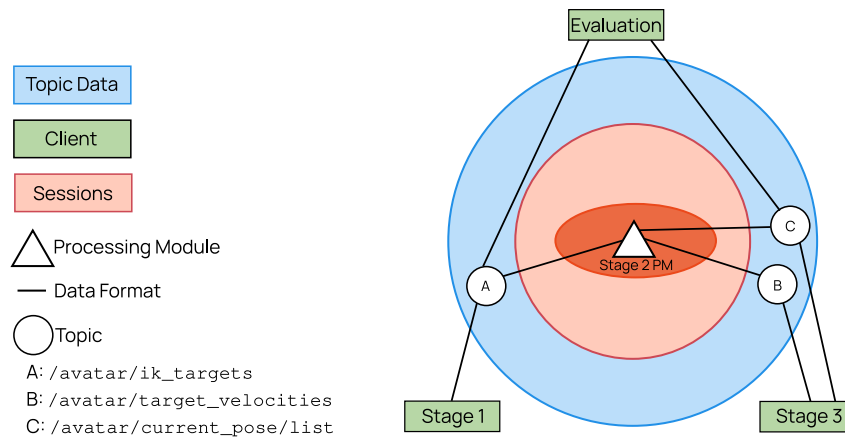 Topic Data
Client
Sessions
Processing Module
Data Format
Topic
A: /avatar/ik_targets
B: /avatar/target_velocities
C: /avatar/current_pose/list
Evaluation
C
Stage 2 PM
A
B
Stage 1
Stage 3